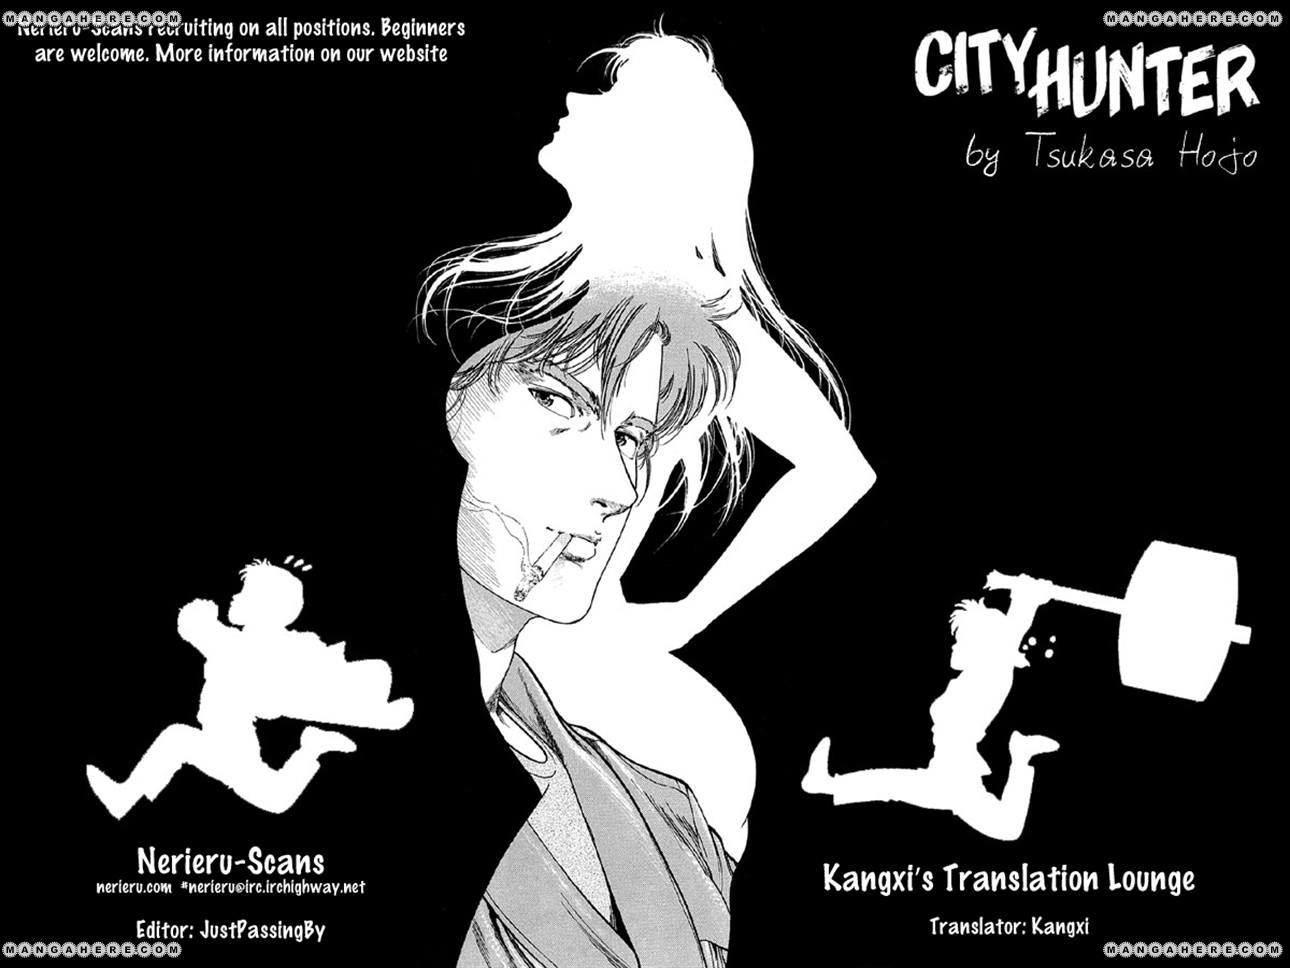 MANGAHERE.COM
MANGAHERE.COM
Nerieru-Scans recruiting on all positions. Beginners
are welcome. More information on our website
CITY HUNTER
by Tsukasa Hojo
Nerieru-Scans
nerieru.com #nerieru@irc.irchighway.net
Editor: JustPassingBy
Kangxi's Translation Lounge
Translator: Kangxi
MANGAHERE.COM
MANGAHERE.COM